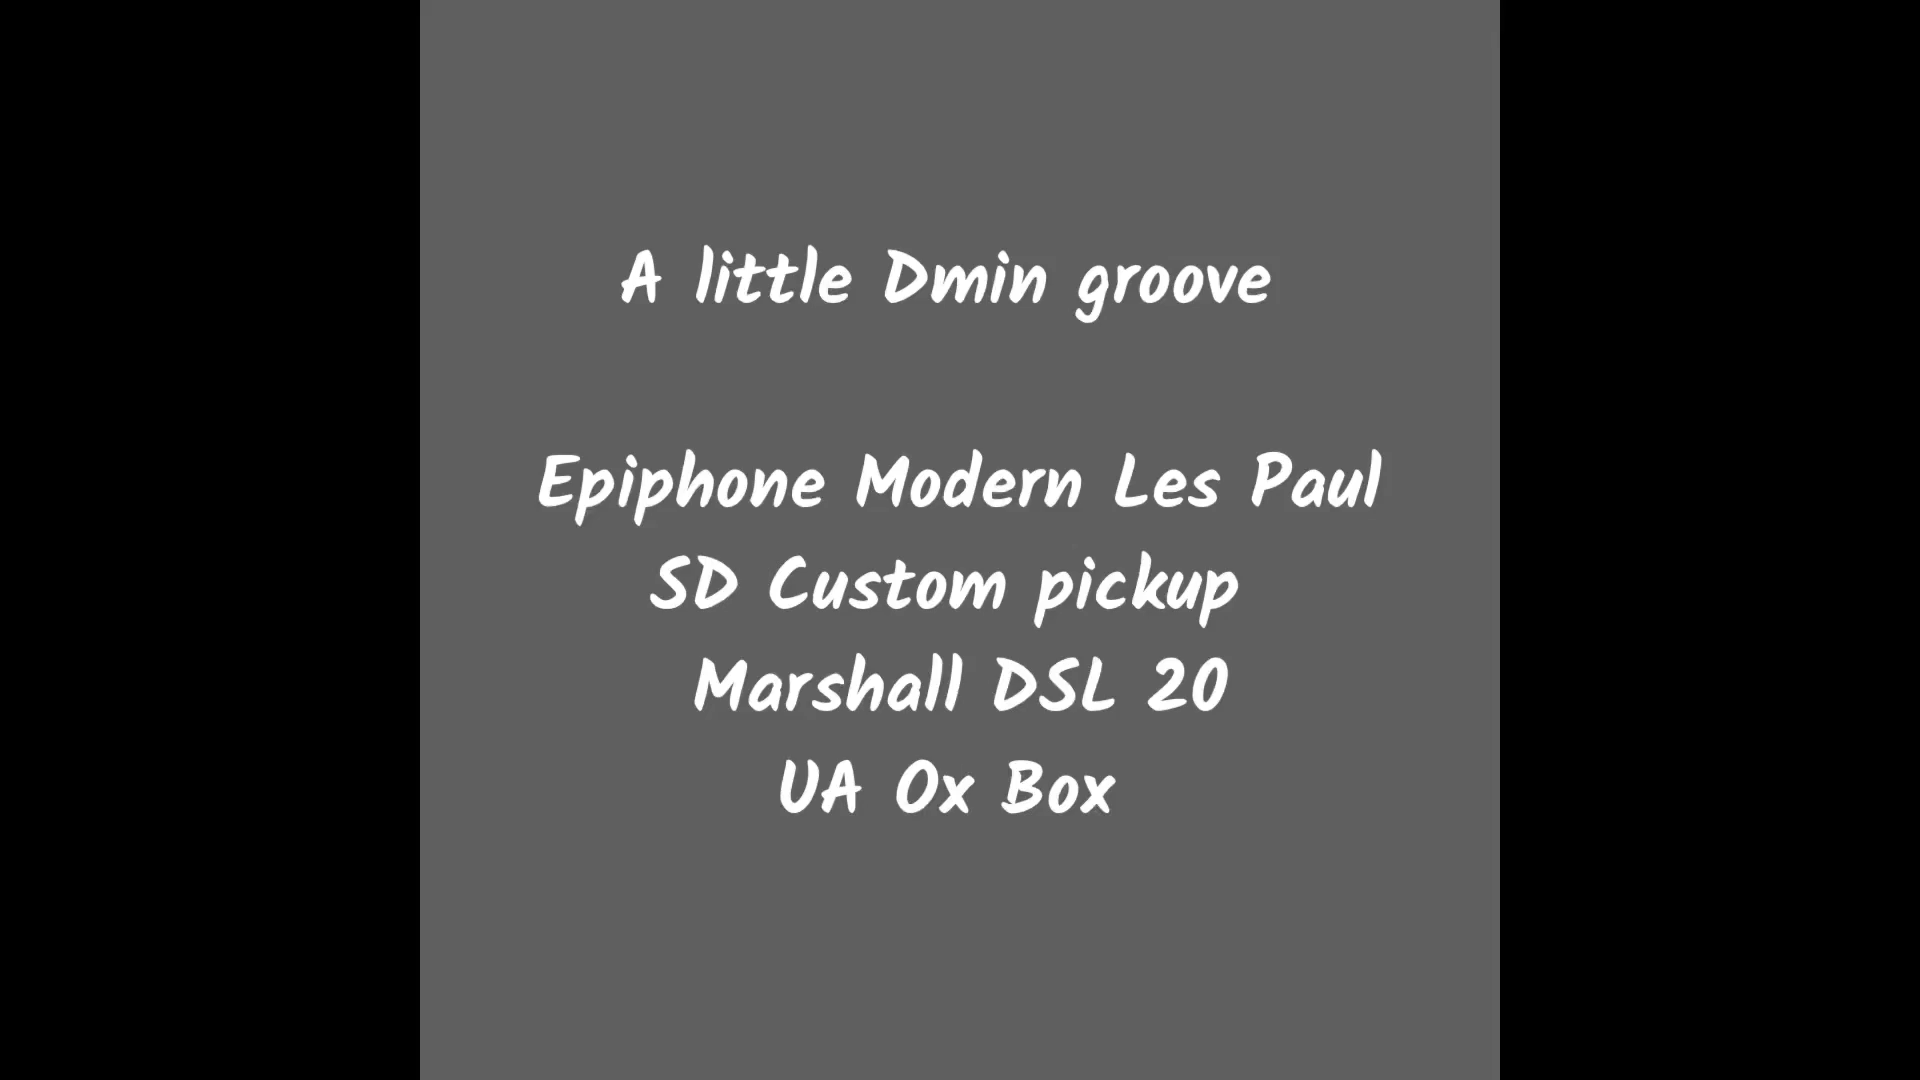 A little Dmin groove
Epiphone Modern Les Paul
SD Custom pickup
Marshall DSL 20
UA Ox Box